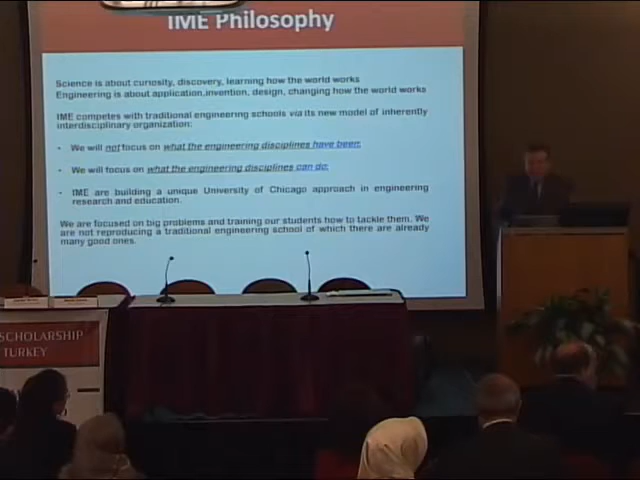 IME Philosophy
Science is about curiosity, discovery, learning how the world works
Engineering is about application,invention, design, changing how the world works
IME competes with traditional engineering schools via its new model of inherently
interdisciplinary organization:
- We will not focus on what the engineering disciplines have been;
- We will focus on what the engineering disciplines can do;
- IME are building a unique University of Chicago approach in engineering
research and education.
We are focused on big problems and training our students how to tackle them. We
are not reproducing a traditional engineering school of which there are already
many good ones.
SCHOLARSHIP
TURKEY